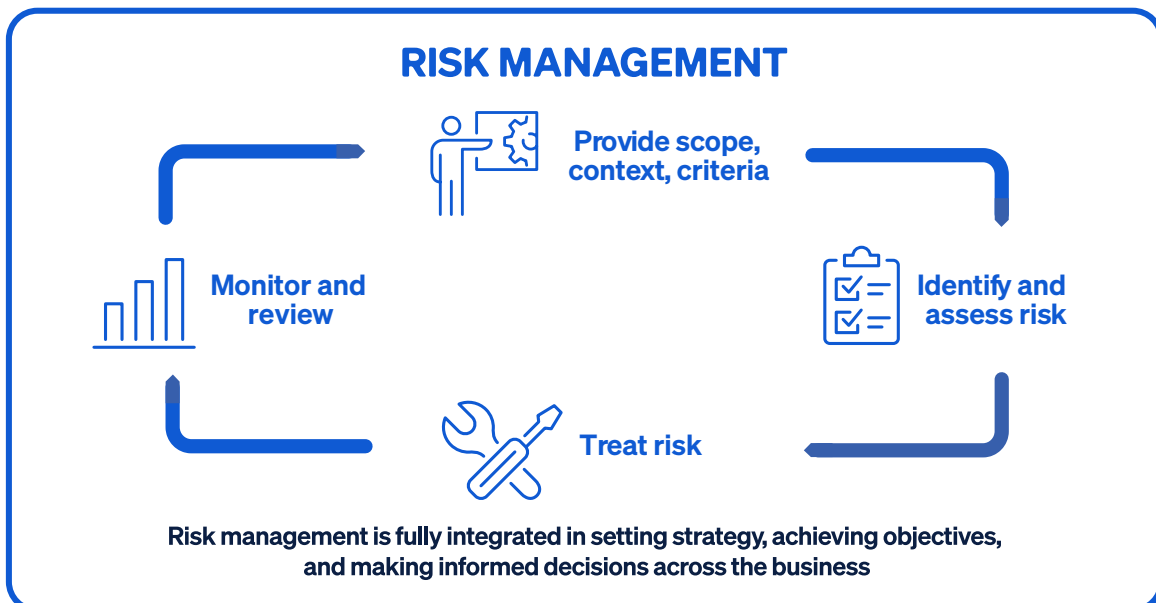 RISK MANAGEMENT
Provide scope,
context, criteria
Monitor and
review
Identify and
assess risk
Treat risk
Risk management is fully integrated in setting strategy, achieving objectives,
and making informed decisions across the business